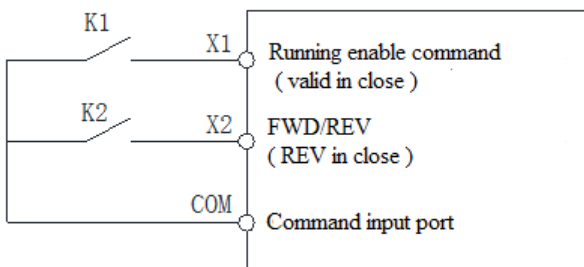 K1
X1
Running enable command
( valid in close )
K2
X2
FWD/REV
( REV in close )
COM
Command input port